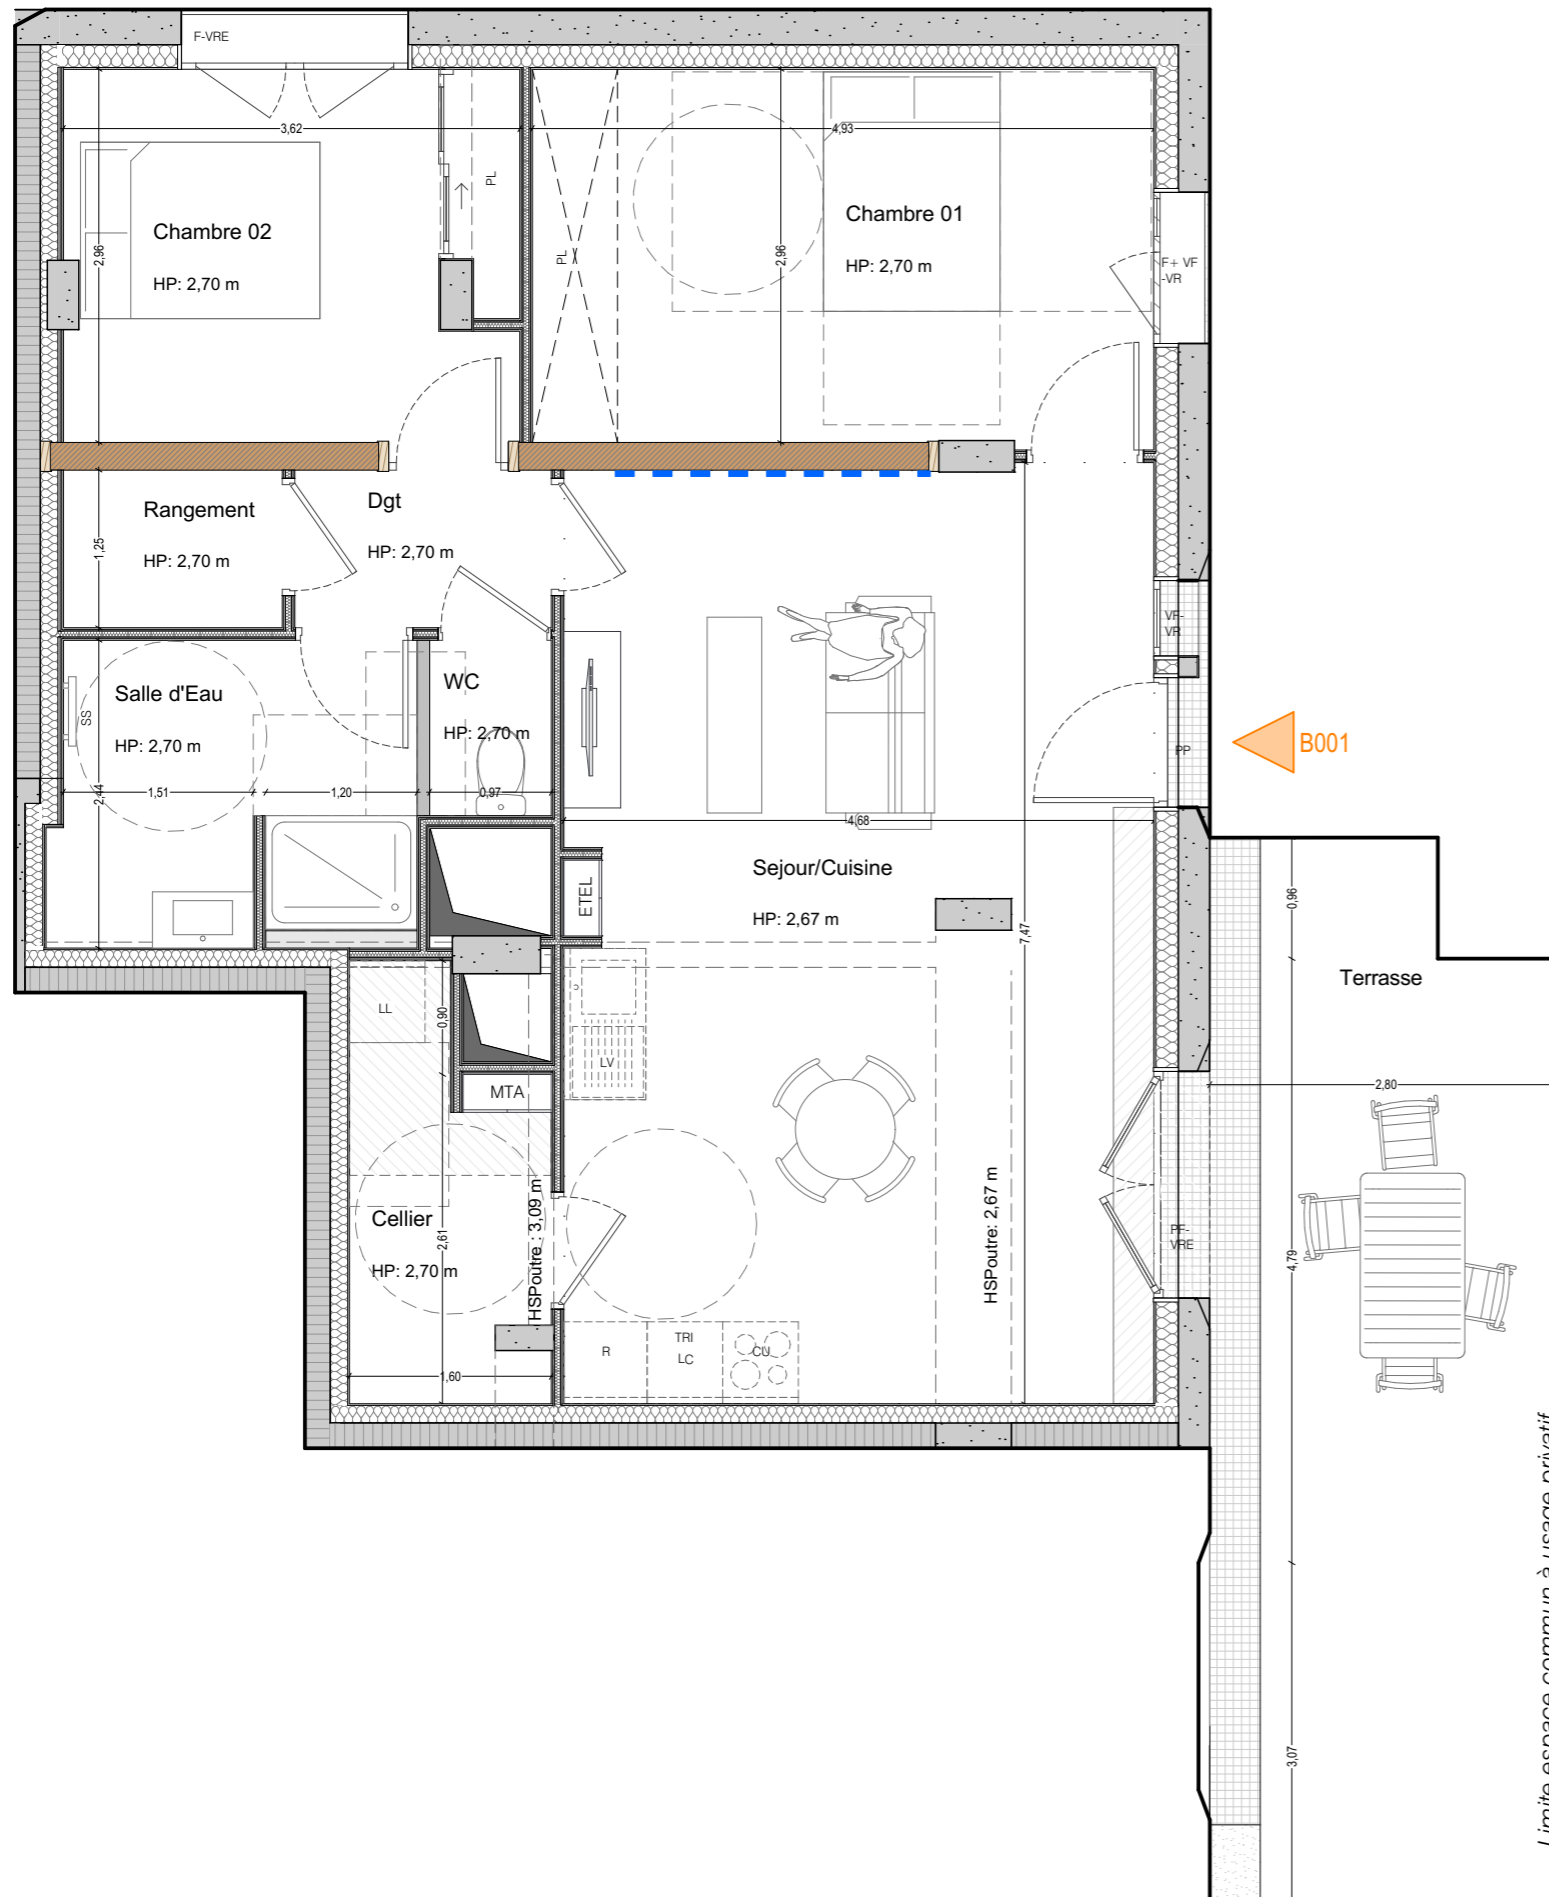 F-VRE
3,62
4,93
PL
Chambre 02
HP: 2,70 m
2,96
PL
2,96
Chambre 01
HP: 2,70 m
F+ VF
-VR
Rangement
HP: 2,70 m
1,25
Dgt
HP: 2,70 m
VF-
VR
Salle d'Eau
HP: 2,70 m
SS
WC
HP: 2,70 m
PP
B001
2,44
1,51
1,20
0,97
4,68
Sejour/Cuisine
HP: 2,67 m
ETEL
7,47
0,96
Terrasse
LL
0,90
LV
MTA
2,80
Cellier
HP: 2,70 m
2,61
HSPoutre : 3,09 m
HSPoutre: 2,67 m
PF-
VRE
4,79
R
TRI
LC
CU
1,60
Limite espace commun à usage privatif
3,07